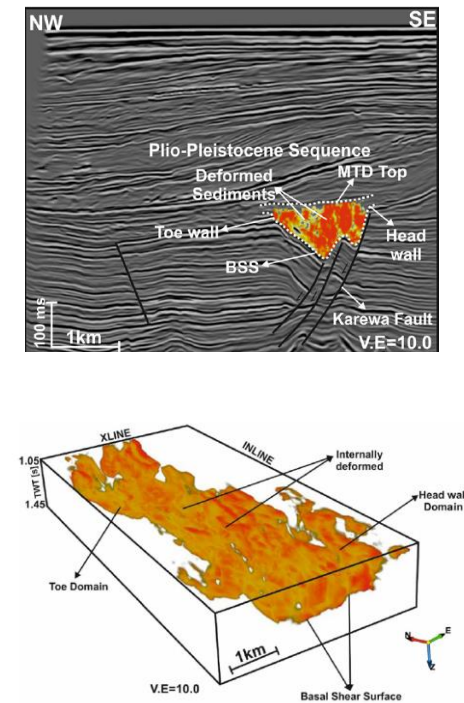 NW
SE
Plio-Pleistocene Sequence
Deformed
Sediments
MTD Top
Toe wall
Head
wall
BSS
Karewa Fault
100 ms
1km
V.E=10.0
XLINE
INLINE
1.05
TWT [s]
1.45
Internally
deformed
Head wal
Domain
Toe Domain
1km
N
E
Z
V.E=10.0
Basal Shear Surface